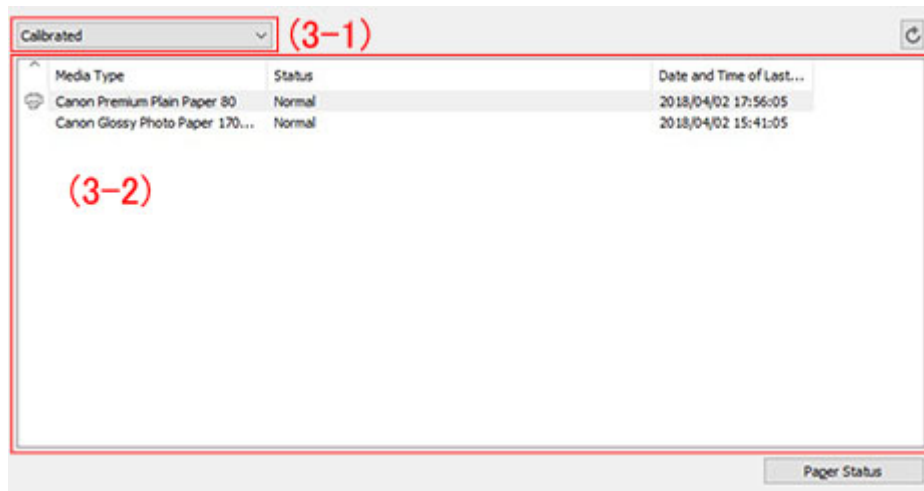 Calibrated (3-1)
Media Type Status Date and Time of Last...
Canon Premium Plain Paper 80 Normal 2018/04/02 17:56:05
Canon Glossy Photo Paper 170... Normal 2018/04/02 15:41:05
(3-2)
Paper Status